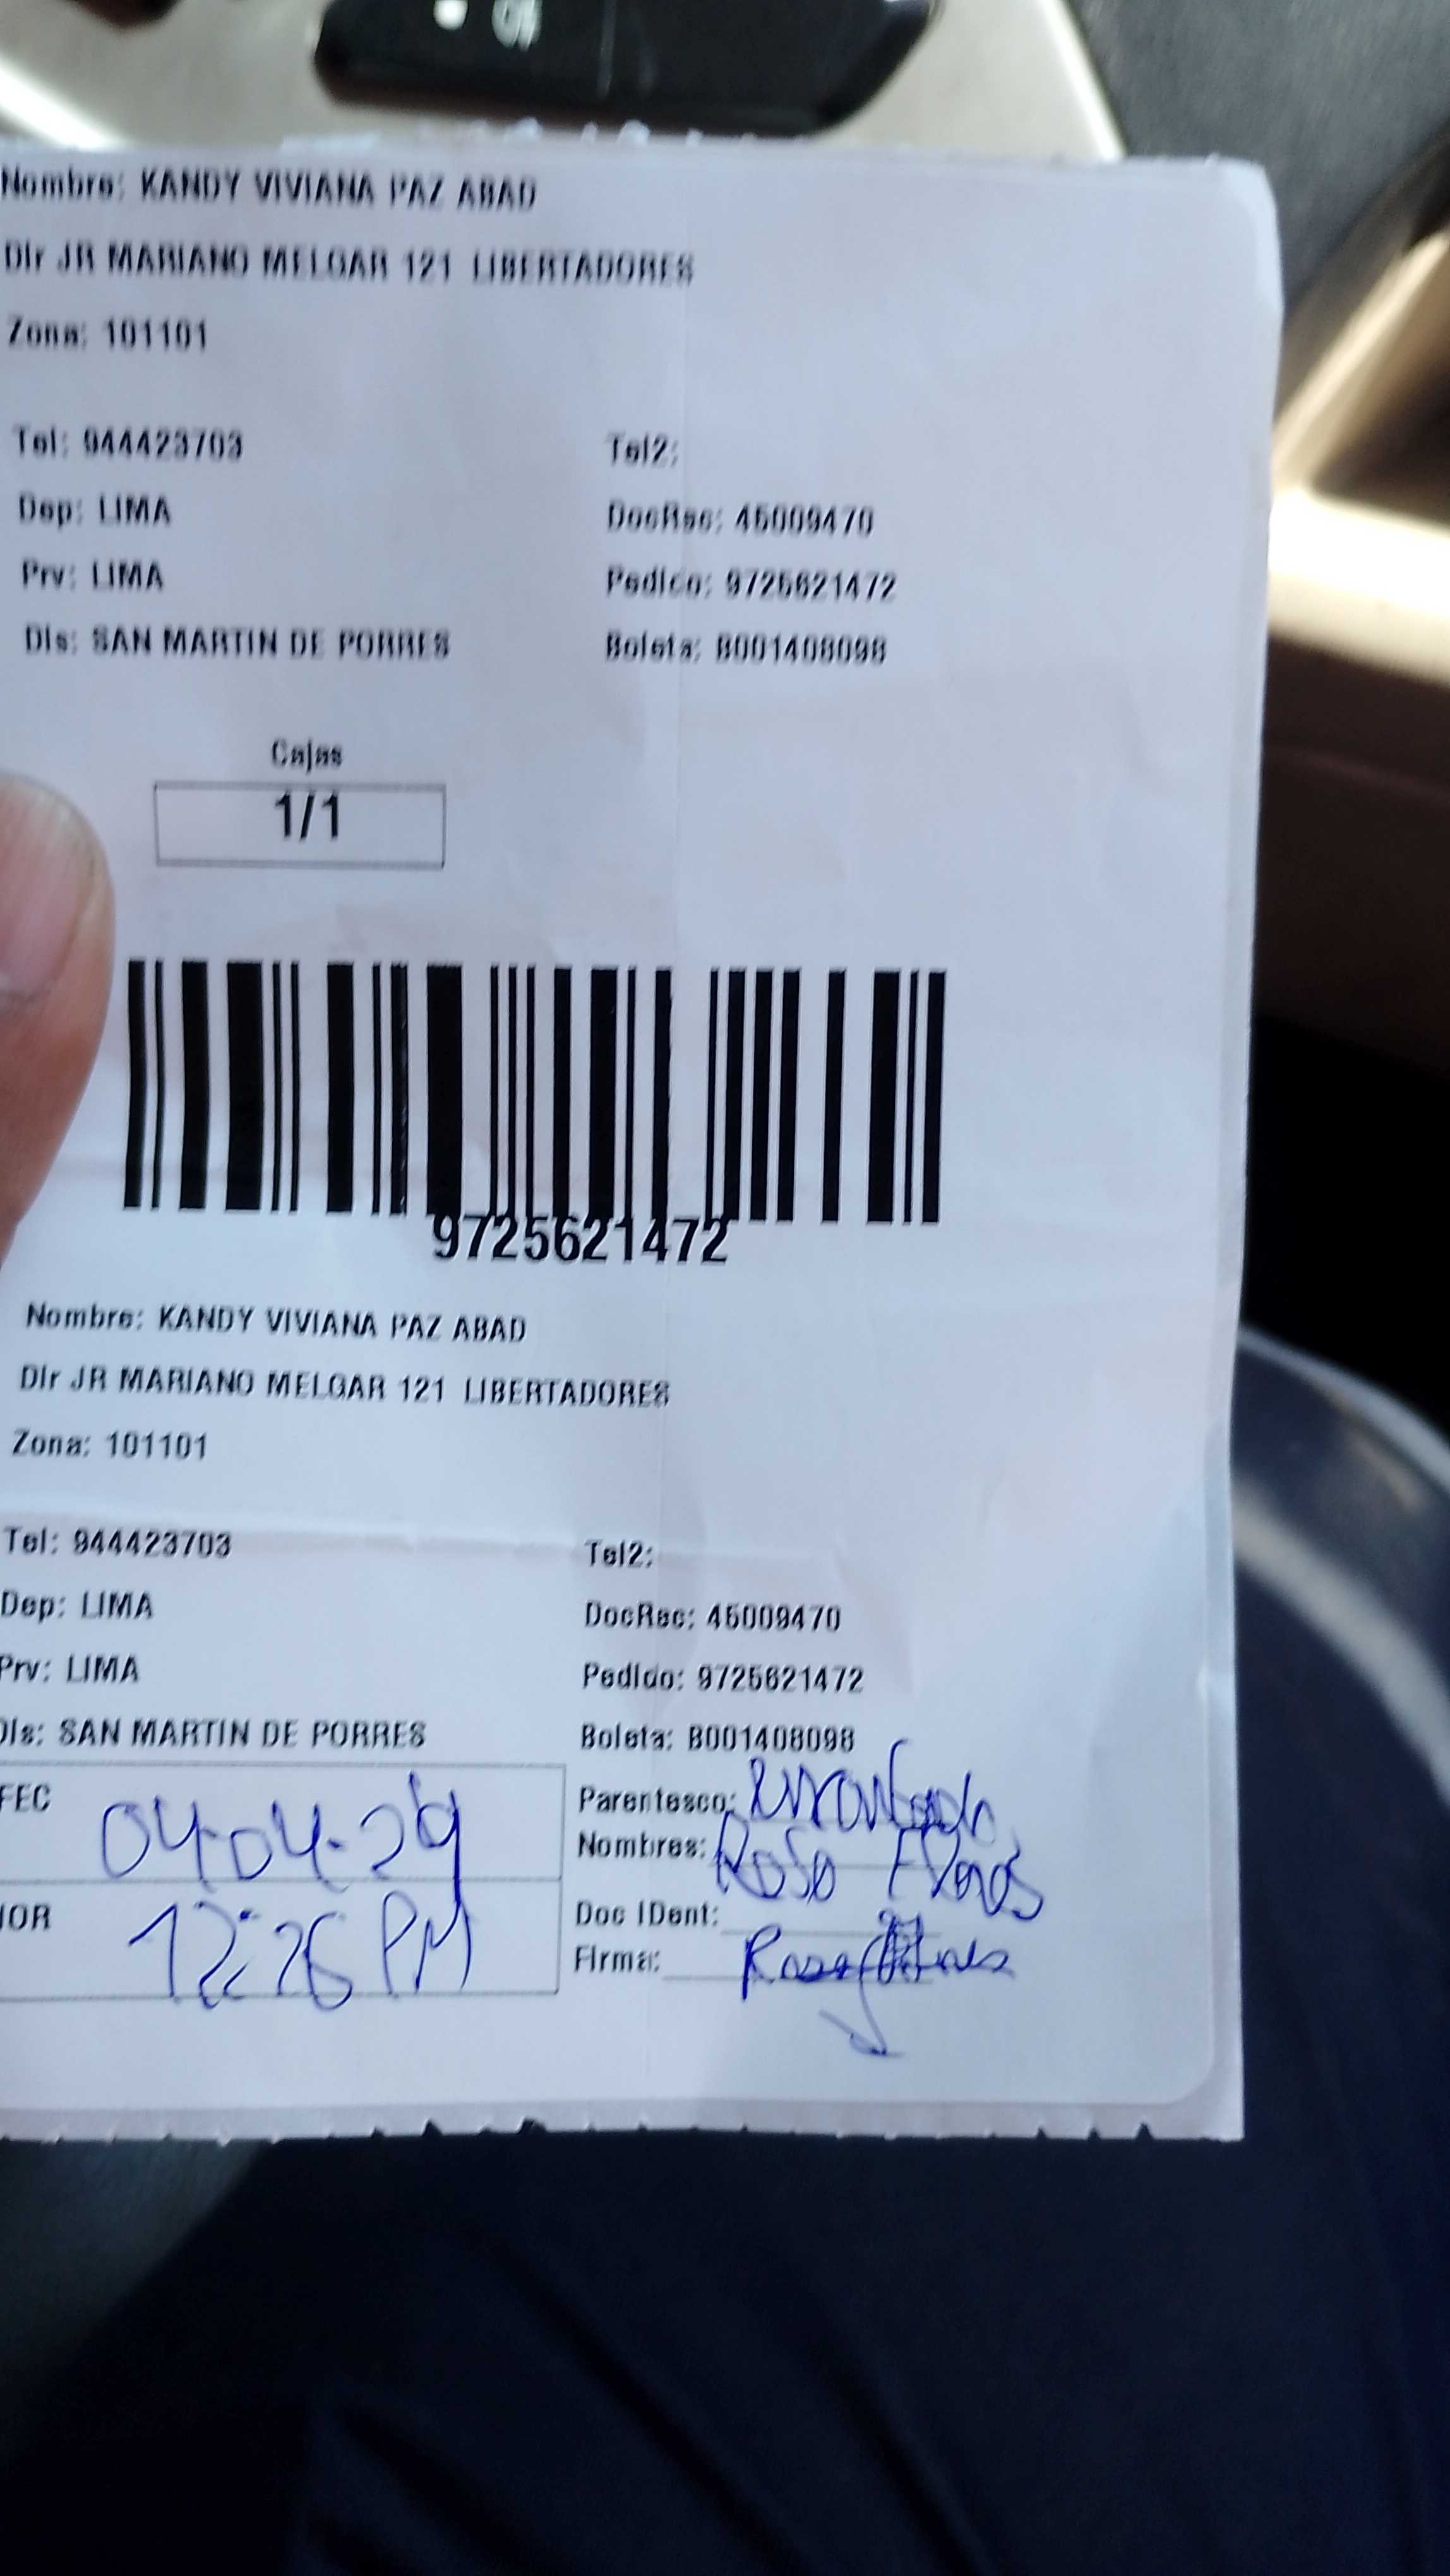 Nombre: KANDY VIVIANA PAZ ABAD
Dir JR MARIANO MELGAR 121 LIBERTADORES
Zona: 101101
Tel: 944423703 Tel2:
Dep: LIMA DocRec: 45009470
Prv: LIMA Pedido: 9725621472
Dis: SAN MARTIN DE PORRES Boleta: B001408098
Cajas
1/1
9725621472
Nombre: KANDY VIVIANA PAZ ABAD
Dir JR MARIANO MELGAR 121 LIBERTADORES
Zona: 101101
Tel: 944423703 Tel2:
Dep: LIMA DocRec: 45009470
Prv: LIMA Pedido: 9725621472
Dis: SAN MARTIN DE PORRES Boleta: B001408098
FEC 04-04-24 Parentesco:
Nombres: Rosa Flores
HOR 12:26 PM Doc IDent:
Firma: Rosa Flores